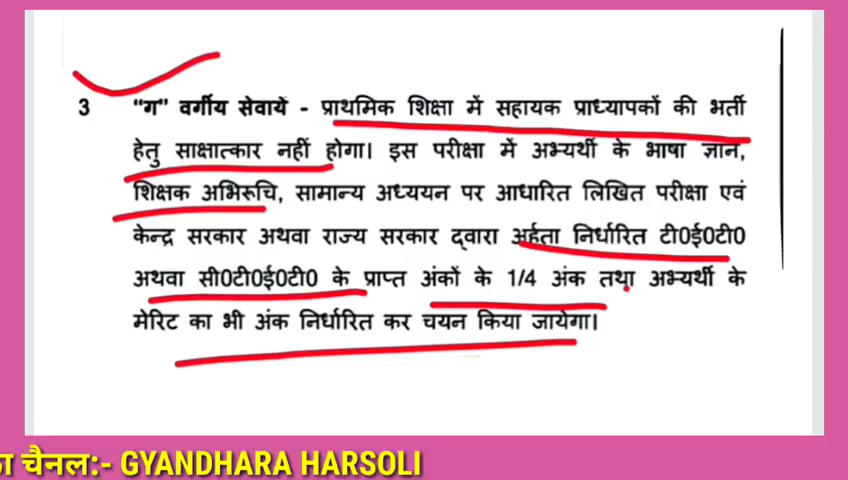 3 “ग” वर्गीय सेवायें - प्राथमिक शिक्षा में सहायक प्राध्यापकों की भर्ती
हेतु साक्षात्कार नहीं होगा। इस परीक्षा में अभ्यर्थी के भाषा ज्ञान,
शिक्षक अभिरूचि, सामान्य अध्ययन पर आधारित लिखित परीक्षा एवं
केन्द्र सरकार अथवा राज्य सरकार द्वारा अर्हता निर्धारित टी0ई0टी0
अथवा सी0टी0ई0टी0 के प्राप्त अंकों के 1/4 अंक तथा अभ्यर्थी के
मेरिट का भी अंक निर्धारित कर चयन किया जायेगा।
चैनल:- GYANDHARA HARSOLI